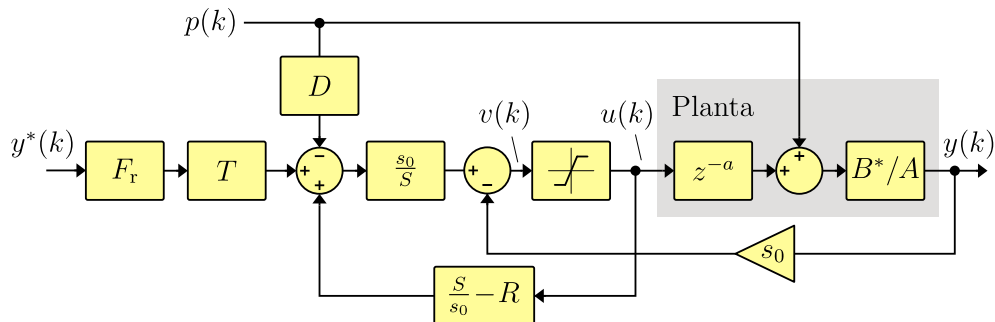 p(k)
D
Planta
y*(k)
F_r
T
s_0/S
v(k)
u(k)
z^{-a}
B*/A
y(k)
s_0
S/s_0 − R